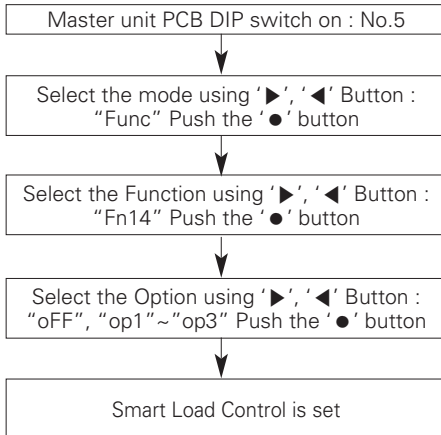 Master unit PCB DIP switch on : No.5
Select the mode using ‘▶’, ‘◀’ Button :
“Func” Push the ‘●’ button
Select the Function using ‘▶’, ‘◀’ Button :
“Fn14” Push the ‘●’ button
Select the Option using ‘▶’, ‘◀’ Button :
“oFF”, “op1”~”op3” Push the ‘●’ button
Smart Load Control is set